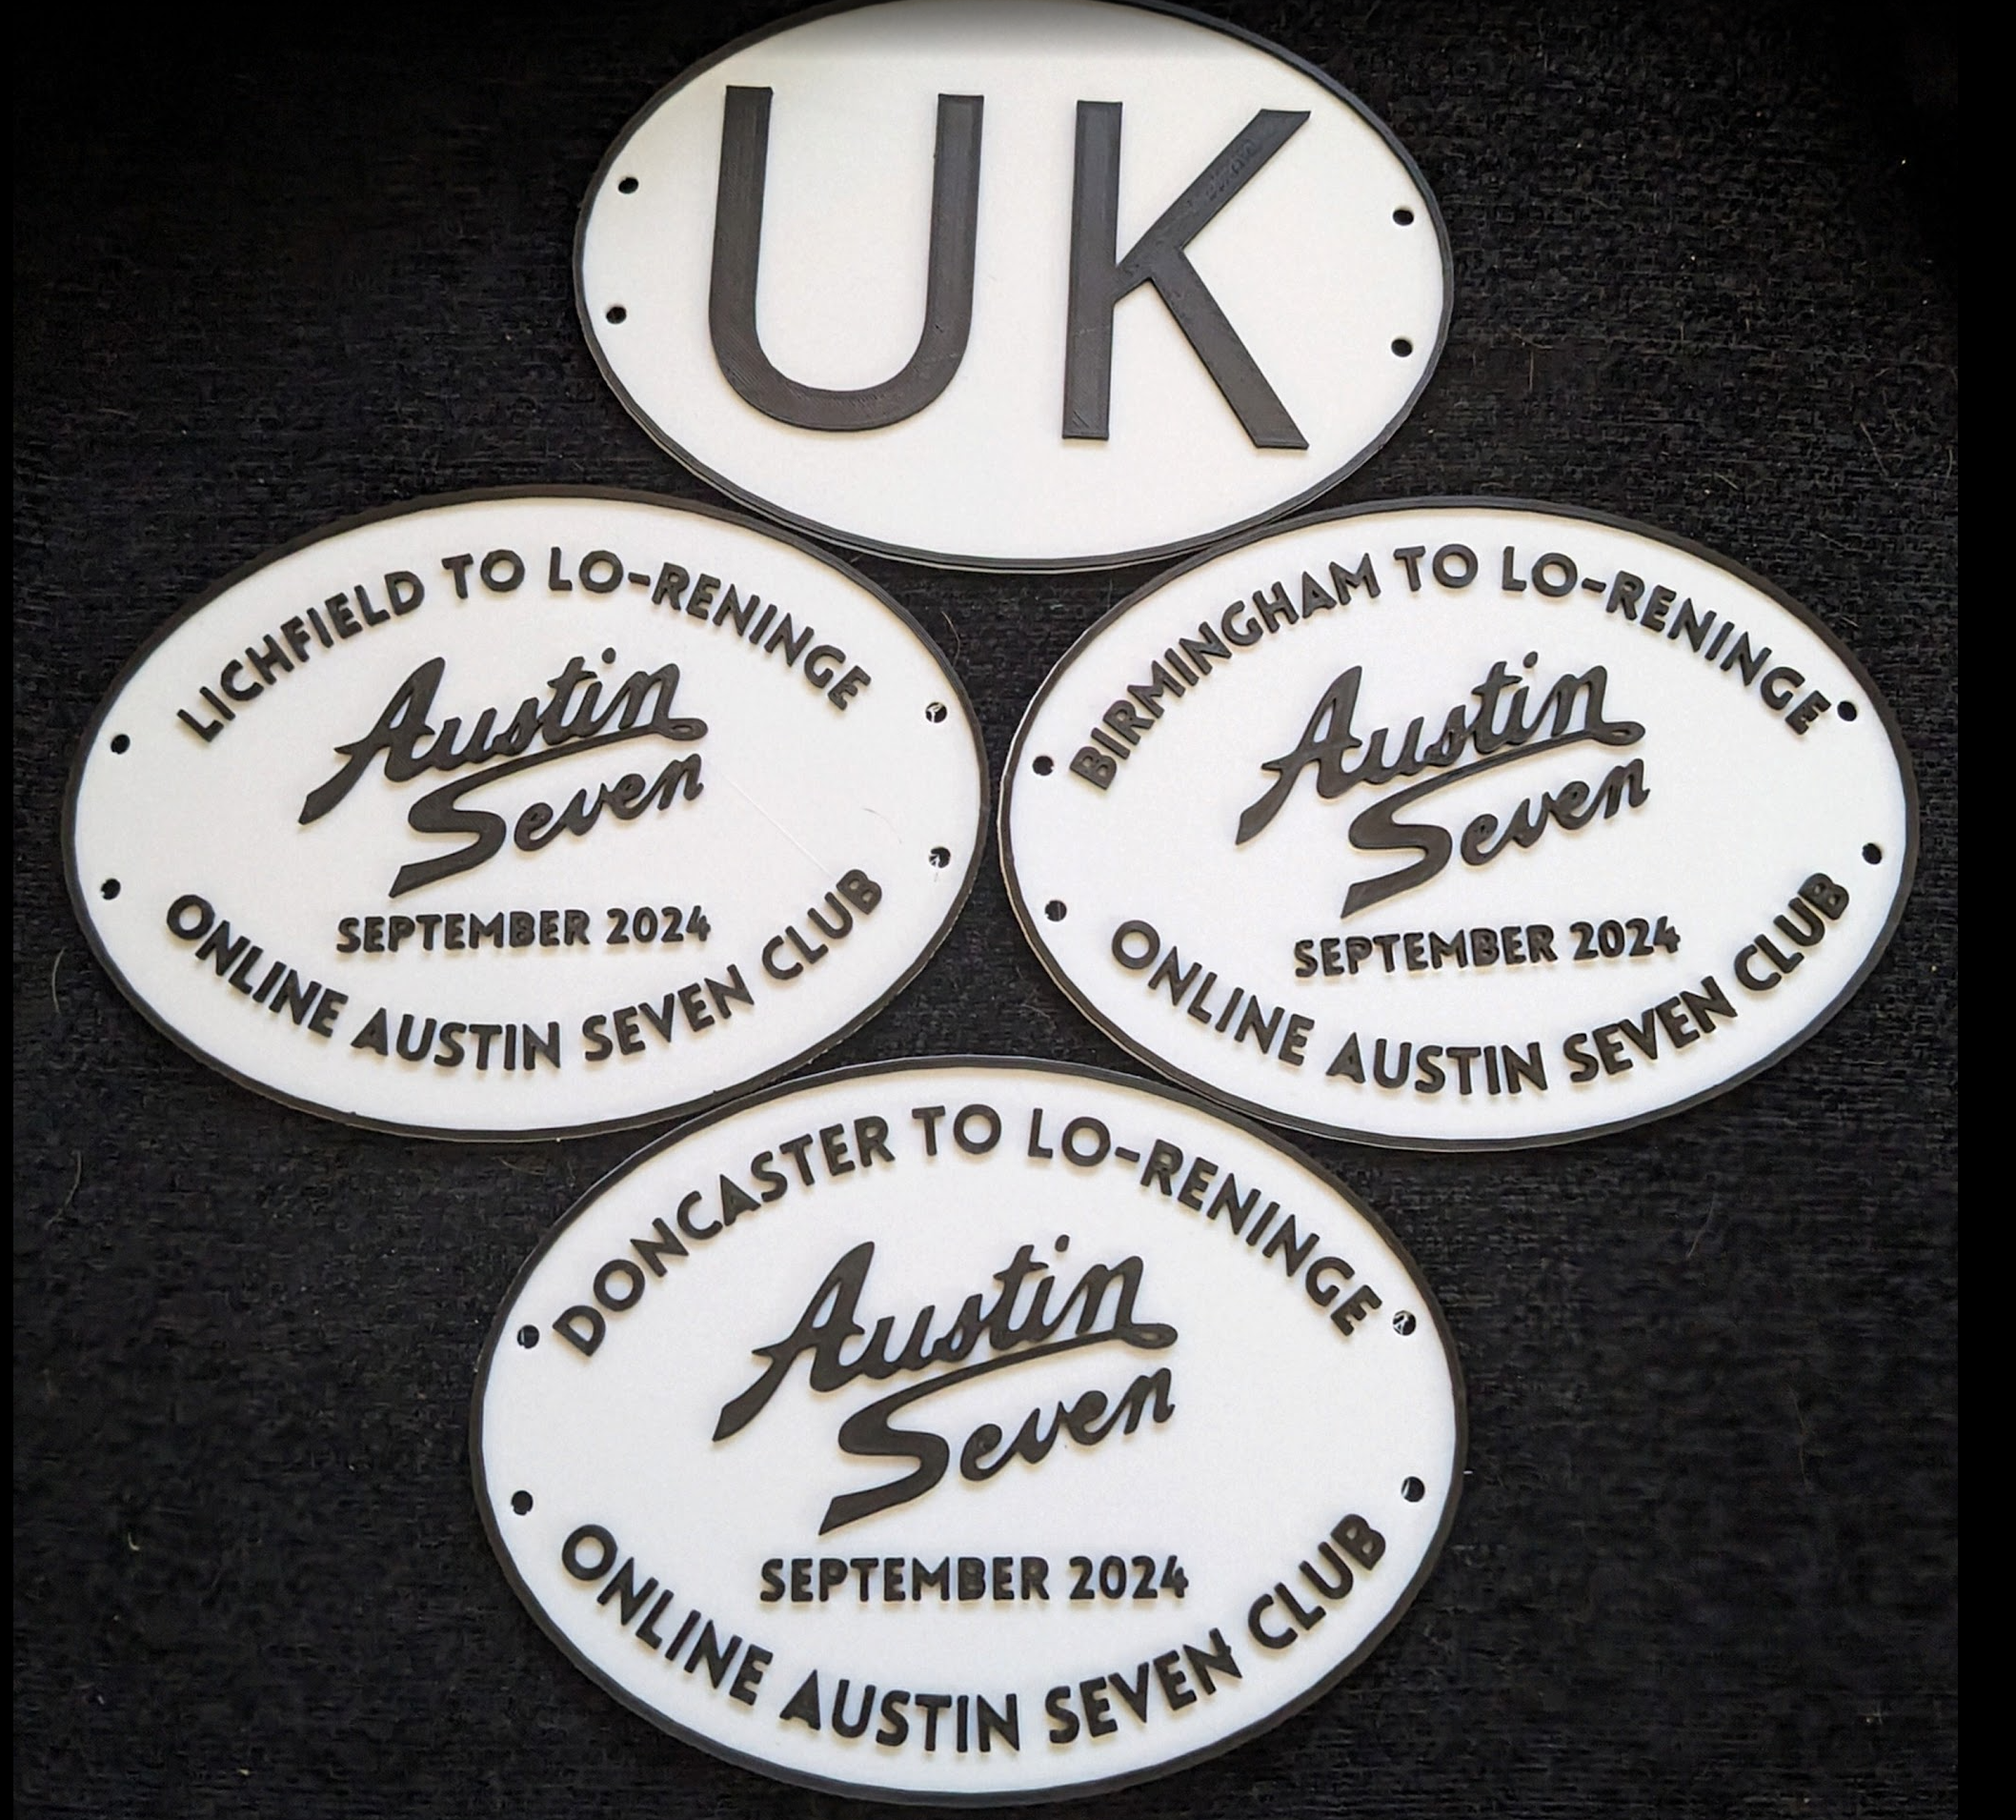 UK
LICHFIELD TO LO-RENINGE
Austin
Seven
SEPTEMBER 2024
ONLINE AUSTIN SEVEN CLUB
BIRMINGHAM TO LO-RENINGE
Austin
Seven
SEPTEMBER 2024
ONLINE AUSTIN SEVEN CLUB
DONCASTER TO LO-RENINGE
Austin
Seven
SEPTEMBER 2024
ONLINE AUSTIN SEVEN CLUB